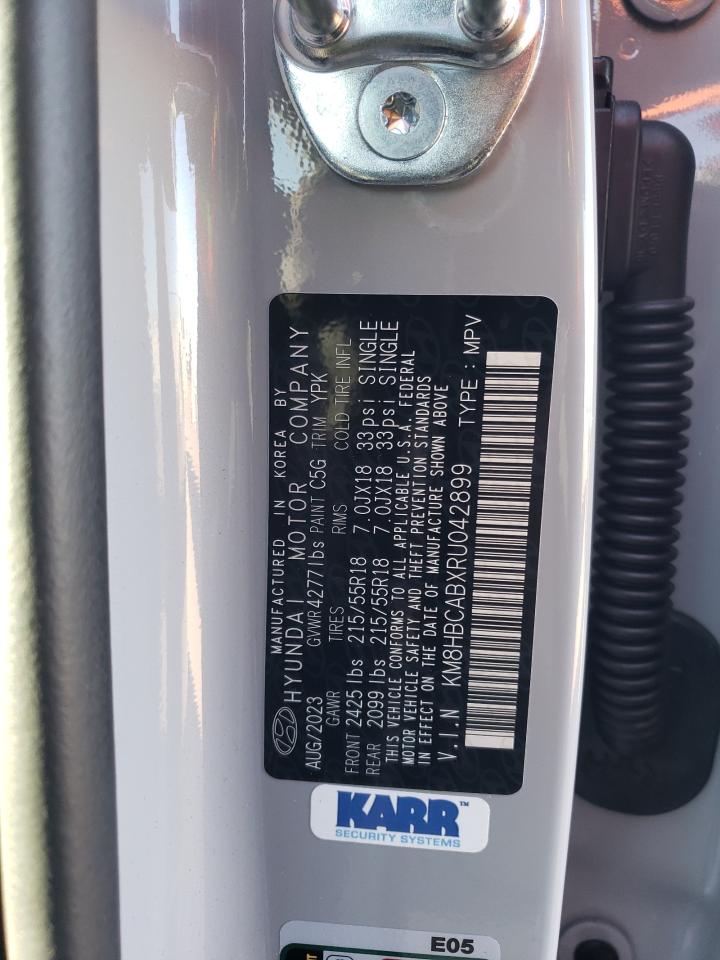 MANUFACTURED IN KOREA BY
HYUNDAI MOTOR COMPANY
AUG/2023 GVWR 4277lbs PAINT C5G TRIM YPK
GAWR TIRES RIMS COLD TIRE INFL
FRONT 2425 lbs 215/55R18 7.0JX18 33psi SINGLE
REAR 2099 lbs 215/55R18 7.0JX18 33psi SINGLE
THIS VEHICLE CONFORMS TO ALL APPLICABLE U.S.A. FEDERAL
MOTOR VEHICLE SAFETY AND THEFT PREVENTION STANDARDS
IN EFFECT ON THE DATE OF MANUFACTURE SHOWN ABOVE
V.I.N KM8HBCABXRU042899 TYPE : MPV
KARR™
SECURITY SYSTEMS
E05